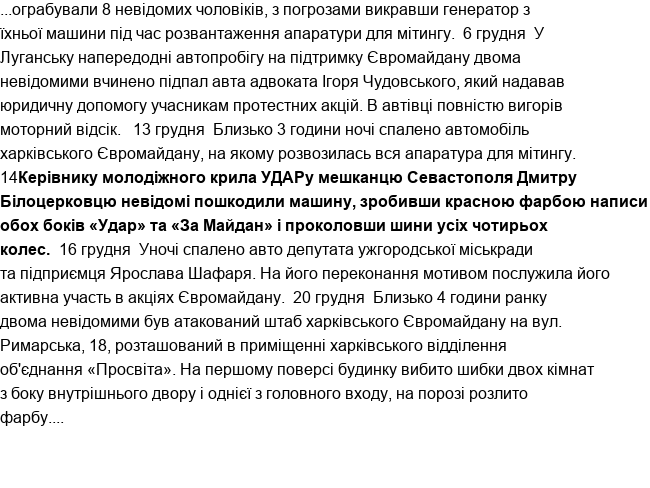 ...ограбували 8 невідомих чоловіків, з погрозами викравши генератор з
їхньої машини під час розвантаження апаратури для мітингу.  6 грудня  У
Луганську напередодні автопробігу на підтримку Євромайдану двома
невідомими вчинено підпал авта адвоката Ігоря Чудовського, який надавав
юридичну допомогу учасникам протестних акцій. В автівці повністю вигорів
моторний відсік.   13 грудня  Близько 3 години ночі спалено автомобіль
харківського Євромайдану, на якому розвозилась вся апаратура для мітингу.
14Керівнику молодіжного крила УДАРу мешканцю Севастополя Дмитру
Білоцерковцю невідомі пошкодили машину, зробивши красною фарбою написи
обох боків «Удар» та «За Майдан» і проколовши шини усіх чотирьох
колес.  16 грудня  Уночі спалено авто депутата ужгородської міськради
та підприємця Ярослава Шафаря. На його переконання мотивом послужила його
активна участь в акціях Євромайдану.  20 грудня  Близько 4 години ранку
двома невідомими був атакований штаб харківського Євромайдану на вул.
Римарська, 18, розташований в приміщенні харківського відділення
об'єднання «Просвіта». На першому поверсі будинку вибито шибки двох кімнат
з боку внутрішнього двору і однієї з головного входу, на порозі розлито
фарбу....